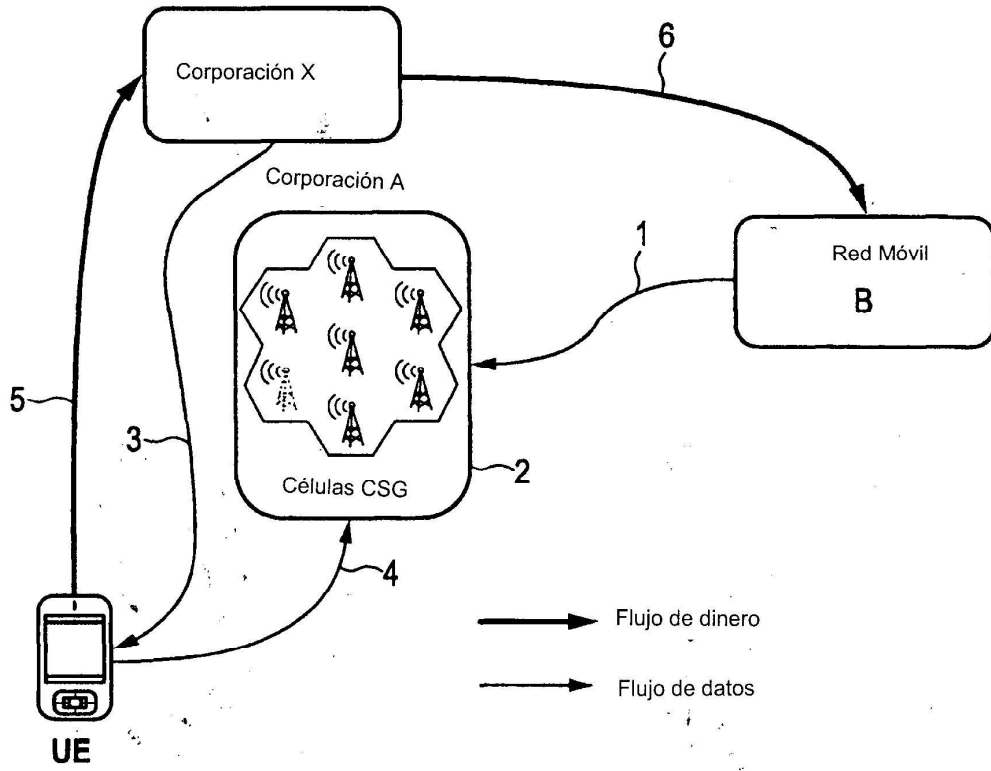 6
Corporación X
Corporación A
1
Red Móvil
B
5
3
2
Células CSG
4
Flujo de dinero
Flujo de datos
UE